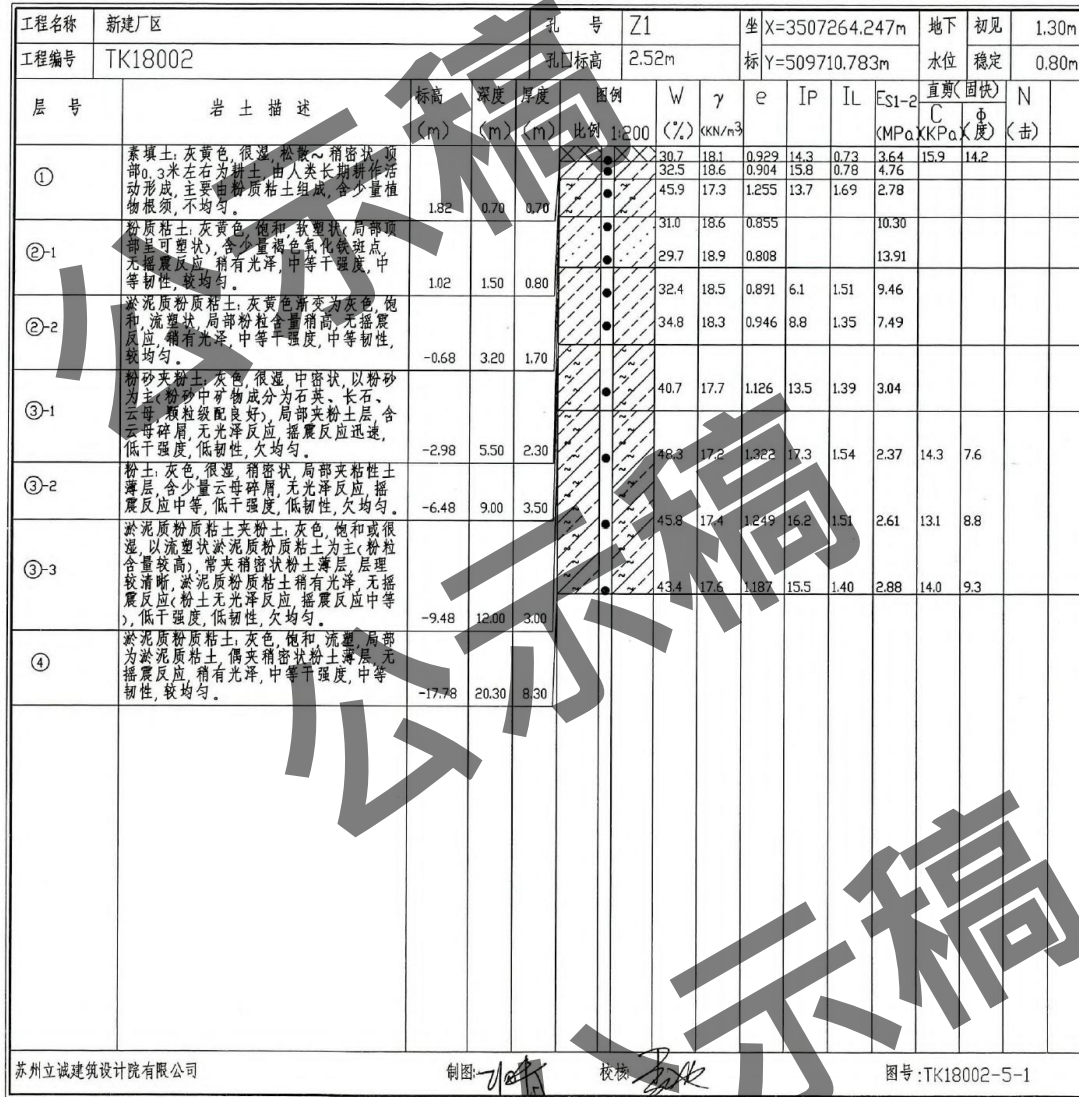 工程名称 新建厂区 孔 号 Z1 坐 X=3507264.247m 地下 初见 1.30m
工程编号 TK18002 孔口标高 2.52m 标 Y=509710.783m 水位 稳定 0.80m
层 号 岩 土 描 述 标高 深度 厚度 图例 W γ e IP IL ES1-2 直剪(固快) N
C Φ
(m) (m) (m) 比例 1:200 (%) (KN/m3 (MPa)(KPa)(度) (击)
① 素填土:灰黄色,很湿,松散~稍密状,顶
部0.3米左右为耕土,由人类长期耕作活
动形成,主要由粉质粘土组成,含少量植
物根须,不均匀。 1.82 0.70 0.70
②-1 粉质粘土:灰黄色,饱和,软塑状(局部顶
部呈可塑状),含少量褐色氧化铁斑点,
无摇震反应,稍有光泽,中等干强度,中
等韧性,较均匀。 1.02 1.50 0.80
②-2 淤泥质粉质粘土:灰黄色渐变为灰色,饱
和,流塑状,局部粉粒含量稍高,无摇震
反应,稍有光泽,中等干强度,中等韧性,
较均匀。 -0.68 3.20 1.70
③-1 粉砂夹粉土:灰色,很湿,中密状,以粉砂
为主(粉砂中矿物成分为石英、长石、
云母,颗粒级配良好),局部夹粉土层,含
云母碎屑,无光泽反应,摇震反应迅速,
低干强度,低韧性,欠均匀。 -2.98 5.50 2.30
③-2 粉土:灰色,很湿,稍密状,局部夹粘性土
薄层,含少量云母碎屑,无光泽反应,摇
震反应中等,低干强度,低韧性,欠均匀。 -6.48 9.00 3.50
③-3 淤泥质粉质粘土夹粉土:灰色,饱和或很
湿,以流塑状淤泥质粉质粘土为主(粉粒
含量较高),常夹稍密状粉土薄层,层理
较清晰,淤泥质粉质粘土稍有光泽,无摇
震反应(粉土无光泽反应,摇震反应中等
),低干强度,低韧性,欠均匀。 -9.48 12.00 3.00
④ 淤泥质粉质粘土:灰色,饱和,流塑,局部
为淤泥质粘土,偶夹稍密状粉土薄层,无
摇震反应,稍有光泽,中等干强度,中等
韧性,较均匀。 -17.78 20.30 8.30
30.7 18.1 0.929 14.3 0.73 3.64 15.9 14.2
32.5 18.6 0.904 15.8 0.78 4.76
45.9 17.3 1.255 13.7 1.69 2.78
31.0 18.6 0.855 10.30
29.7 18.9 0.808 13.91
32.4 18.5 0.891 6.1 1.51 9.46
34.8 18.3 0.946 8.8 1.35 7.49
40.7 17.7 1.126 13.5 1.39 3.04
48.3 17.2 1.322 17.3 1.54 2.37 14.3 7.6
45.8 17.4 1.249 16.2 1.51 2.61 13.1 8.8
43.4 17.6 1.187 15.5 1.40 2.88 14.0 9.3
苏州立诚建筑设计院有限公司 制图: 校核: 图号:TK18002-5-1
公示稿
公示稿
公示稿